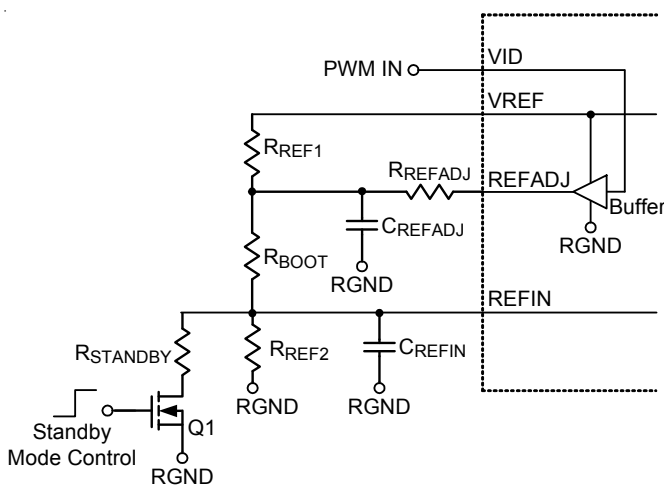 VID
PWM IN
VREF
RREF1
RREFADJ
REFADJ
Buffer
CREFADJ
RGND
RBOOT
RGND
REFIN
RSTANDBY
RREF2
CREFIN
RGND
RGND
Q1
Standby
Mode Control
RGND